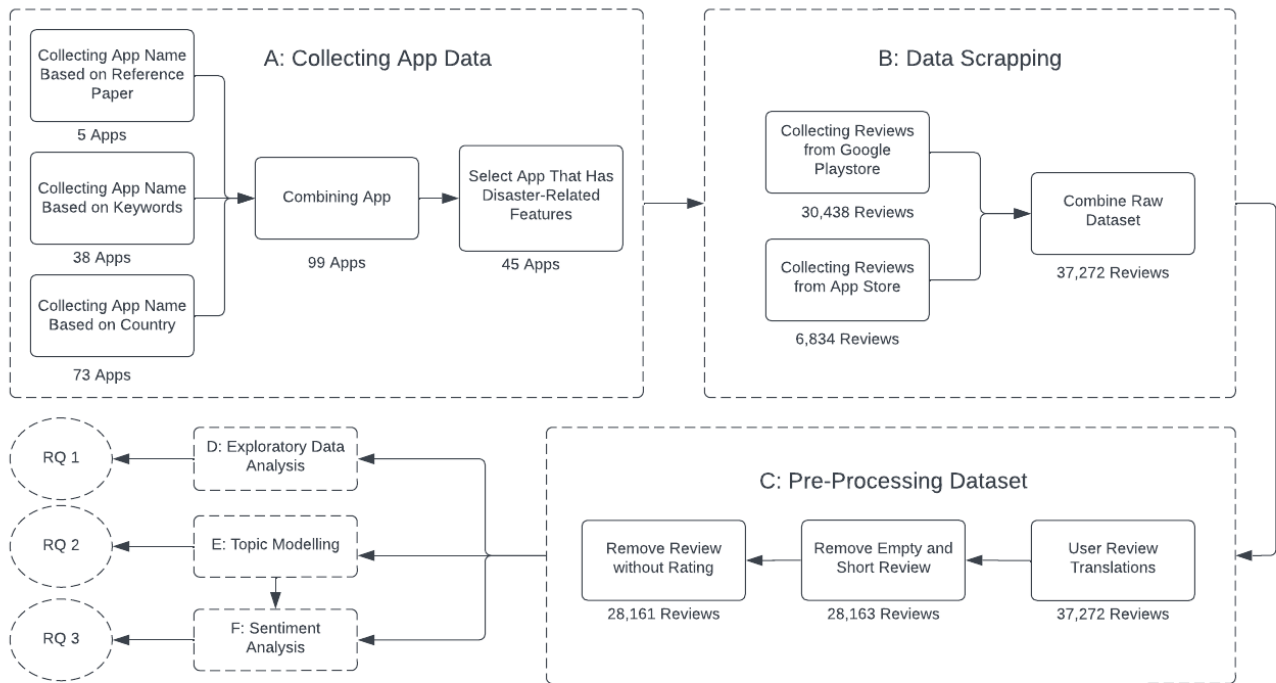 A: Collecting App Data
Collecting App Name
Based on Reference
Paper
5 Apps
Collecting App Name
Based on Keywords
38 Apps
Collecting App Name
Based on Country
73 Apps
Combining App
99 Apps
Select App That Has
Disaster-Related
Features
45 Apps
B: Data Scrapping
Collecting Reviews
from Google
Playstore
30,438 Reviews
Collecting Reviews
from App Store
6,834 Reviews
Combine Raw
Dataset
37,272 Reviews
C: Pre-Processing Dataset
User Review
Translations
37,272 Reviews
Remove Empty and
Short Review
28,163 Reviews
Remove Review
without Rating
28,161 Reviews
D: Exploratory Data
Analysis
RQ 1
E: Topic Modelling
RQ 2
F: Sentiment
Analysis
RQ 3